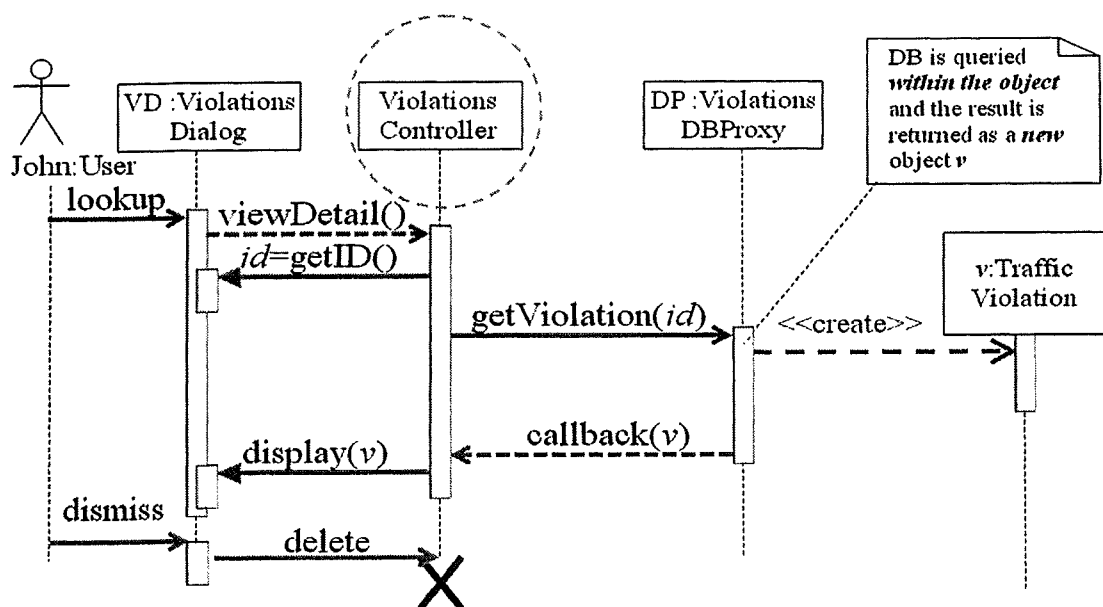 DB is queried
within the object
and the result is
returned as a new
object v
VD :Violations
Dialog
Violations
Controller
DP :Violations
DBProxy
John:User
lookup
viewDetail()
id=getID()
v:Traffic
Violation
getViolation(id)
<<create>>
callback(v)
display(v)
dismiss
delete